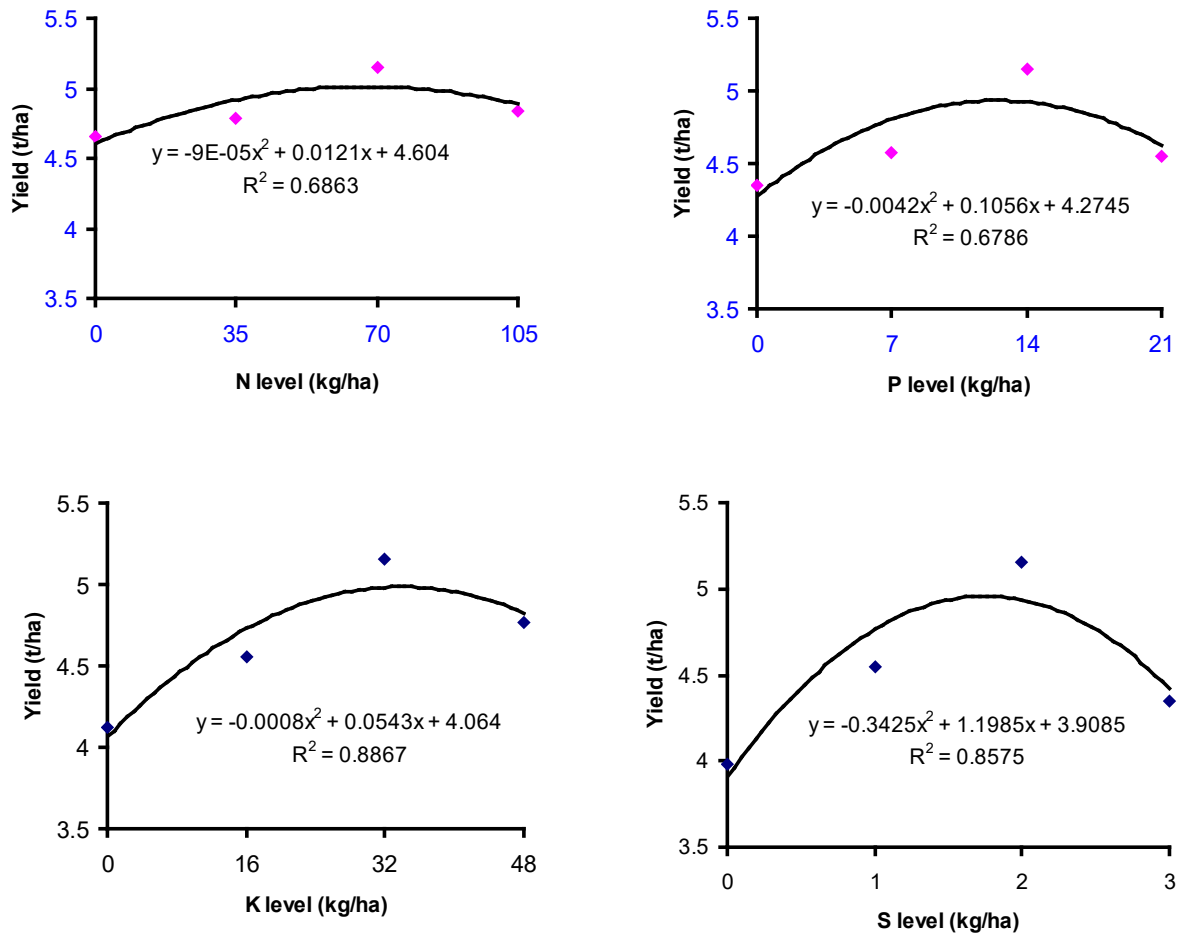 5.5
5
4.5
4
3.5
Yield (t/ha)
y = -9E-05x² + 0.0121x + 4.604
R² = 0.6863
0 35 70 105
N level (kg/ha)
5.5
5
4.5
4
3.5
Yield (t/ha)
y = -0.0042x² + 0.1056x + 4.2745
R² = 0.6786
0 7 14 21
P level (kg/ha)
5.5
5
4.5
4
3.5
Yield (t/ha)
y = -0.0008x² + 0.0543x + 4.064
R² = 0.8867
0 16 32 48
K level (kg/ha)
5.5
5
4.5
4
3.5
Yield (t/ha)
y = -0.3425x² + 1.1985x + 3.9085
R² = 0.8575
0 1 2 3
S level (kg/ha)